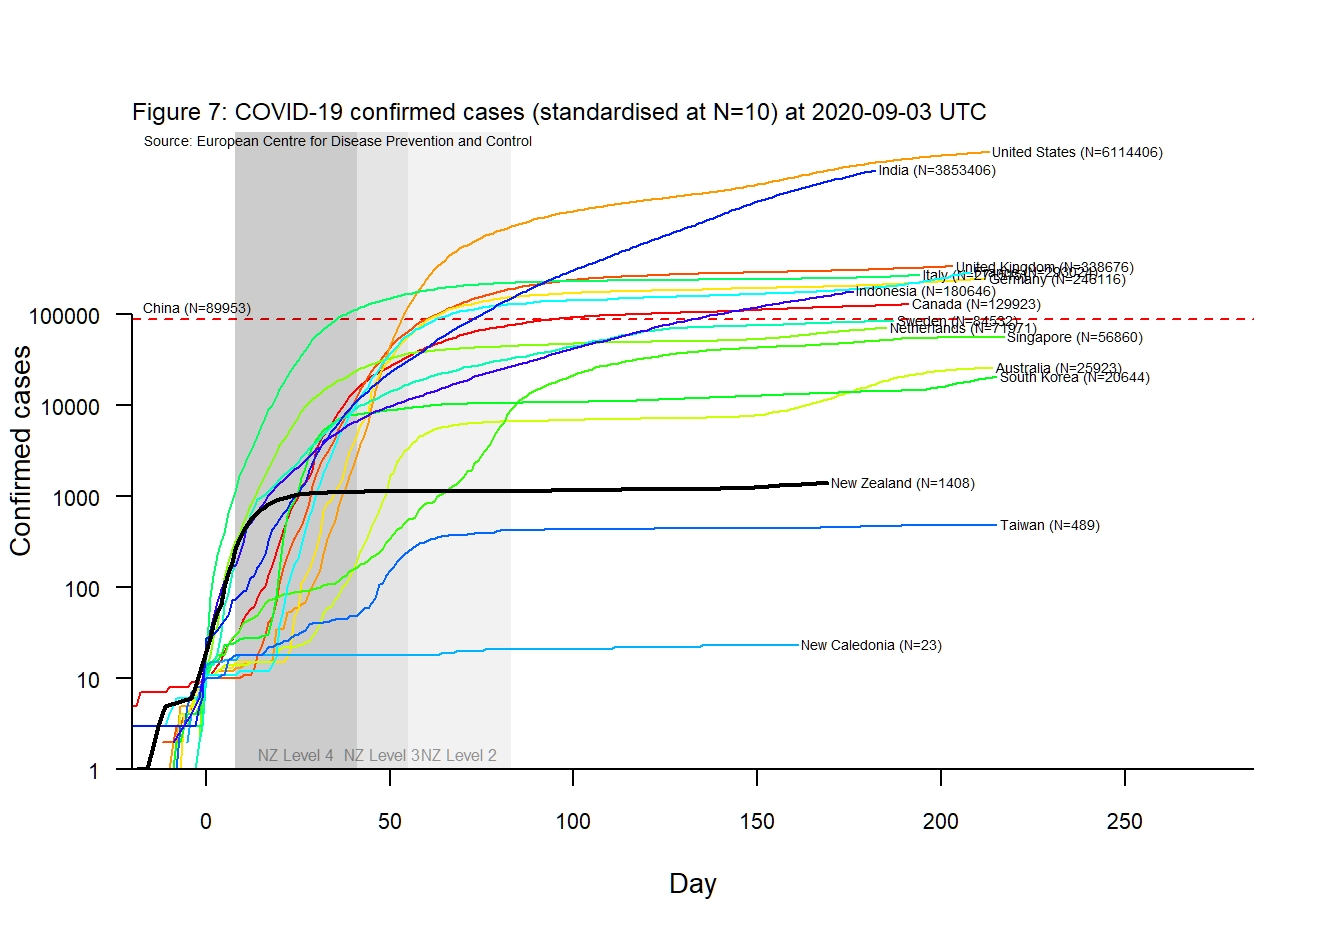 Figure 7: COVID-19 confirmed cases (standardised at N=10) at 2020-09-03 UTC
Source: European Centre for Disease Prevention and Control
United States (N=6114406)
India (N=3853406)
United Kingdom (N=338676)
Italy
France
Germany (N=246116)
Indonesia (N=180646)
China (N=89953)
Canada (N=129923)
100000
Sweden (N=84532)
Netherlands (N=71971)
Singapore (N=56860)
Australia (N=25923)
South Korea (N=20644)
10000
Confirmed cases
New Zealand (N=1408)
1000
Taiwan (N=489)
100
New Caledonia (N=23)
10
NZ Level 4 NZ Level 3 NZ Level 2
1
0 50 100 150 200 250
Day